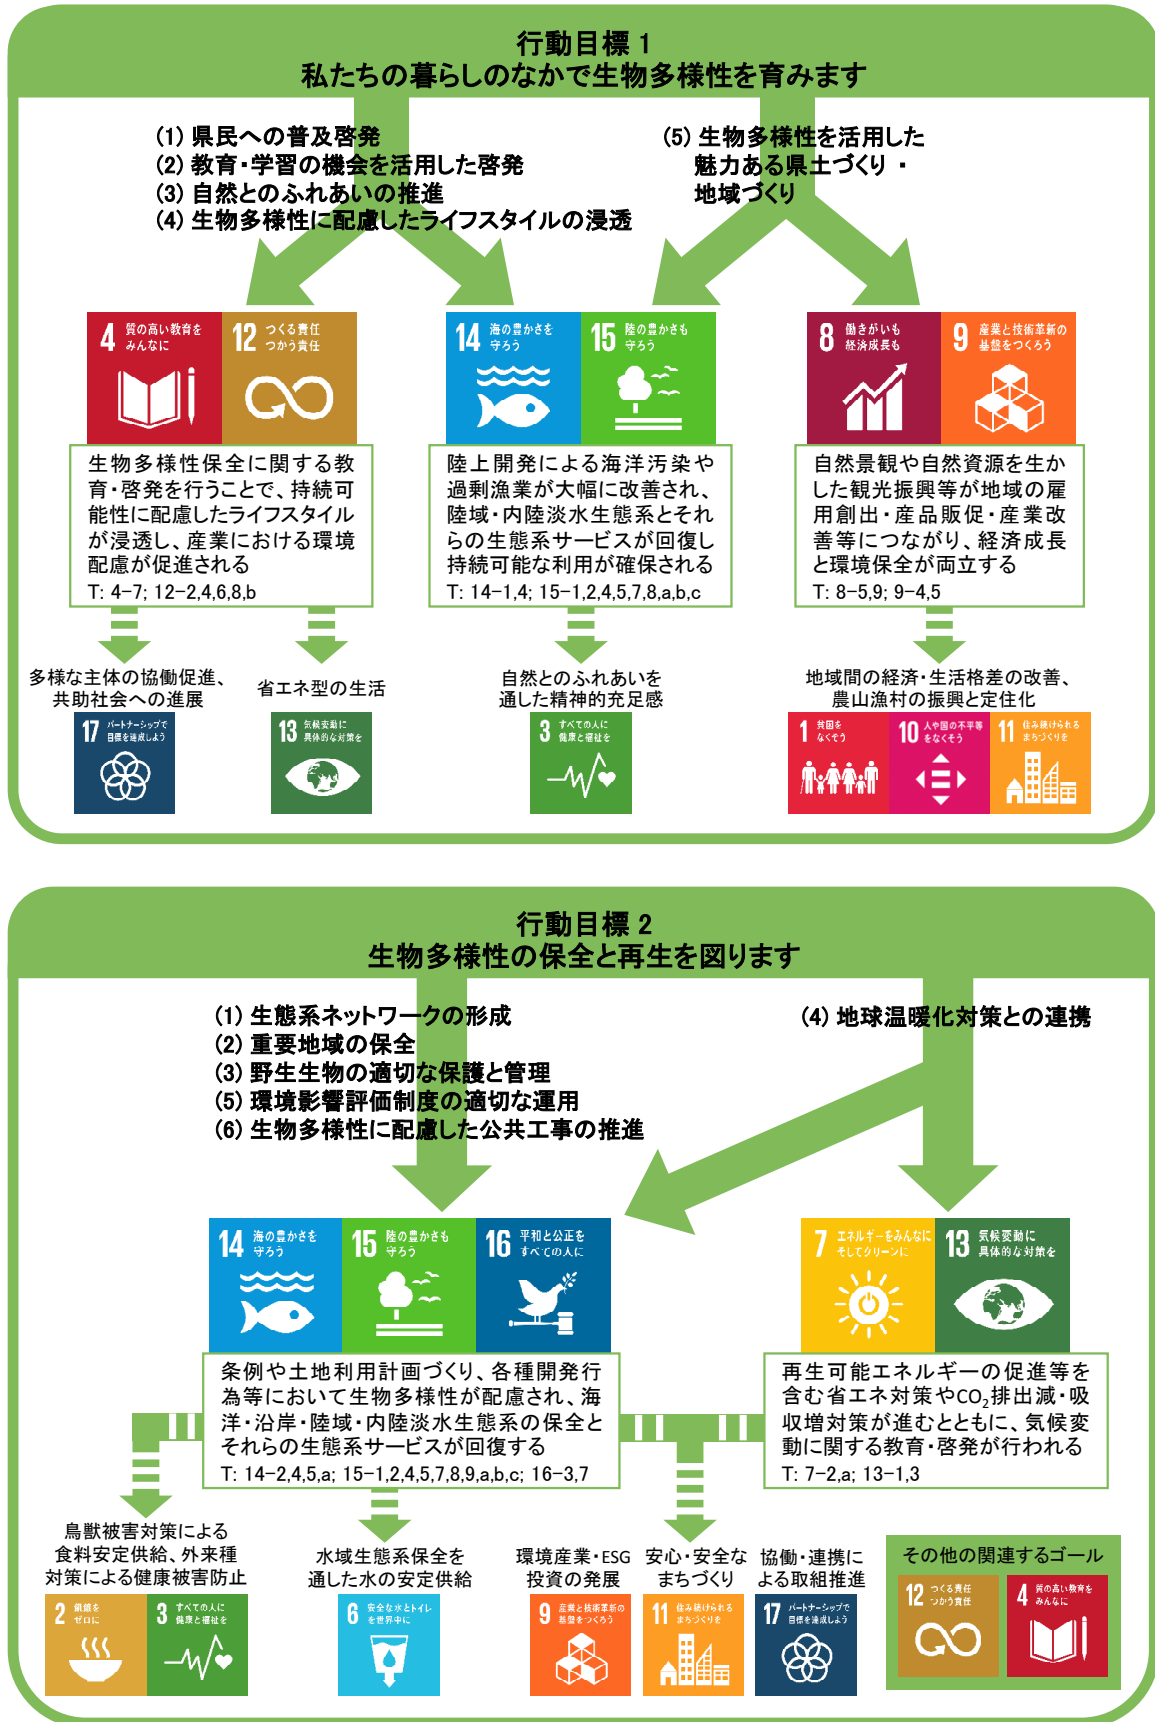 行動目標 1
私たちの暮らしのなかで生物多様性を育みます
(1) 県民への普及啓発
(2) 教育・学習の機会を活用した啓発
(3) 自然とのふれあいの推進
(4) 生物多様性に配慮したライフスタイルの浸透
(5) 生物多様性を活用した
魅力ある県土づくり ・
地域づくり
4 質の高い教育を
みんなに
12 つくる責任
つかう責任
14 海の豊かさを
守ろう
15 陸の豊かさも
守ろう
8 働きがいも
経済成長も
9 産業と技術革新の
基盤をつくろう
生物多様性保全に関する教
育・啓発を行うことで、持続可
能性に配慮したライフスタイル
が浸透し、産業における環境
配慮が促進される
T: 4-7; 12-2,4,6,8,b
陸上開発による海洋汚染や
過剰漁業が大幅に改善され、
陸域・内陸淡水生態系とそれ
らの生態系サービスが回復し
持続可能な利用が確保される
T: 14-1,4; 15-1,2,4,5,7,8,a,b,c
自然景観や自然資源を生か
した観光振興等が地域の雇
用創出・産品販促・産業改
善等につながり、経済成長
と環境保全が両立する
T: 8-5,9; 9-4,5
多様な主体の協働促進、
共助社会への進展
省エネ型の生活
自然とのふれあいを
通した精神的充足感
地域間の経済・生活格差の改善、
農山漁村の振興と定住化
17 パートナーシップで
目標を達成しよう
13 気候変動に
具体的な対策を
3 すべての人に
健康と福祉を
1 貧困を
なくそう
10 人や国の不平等
をなくそう
11 住み続けられる
まちづくりを
行動目標 2
生物多様性の保全と再生を図ります
(1) 生態系ネットワークの形成
(2) 重要地域の保全
(3) 野生生物の適切な保護と管理
(5) 環境影響評価制度の適切な運用
(6) 生物多様性に配慮した公共工事の推進
(4) 地球温暖化対策との連携
14 海の豊かさを
守ろう
15 陸の豊かさも
守ろう
16 平和と公正を
すべての人に
7 エネルギーをみんなに
そしてクリーンに
13 気候変動に
具体的な対策を
条例や土地利用計画づくり、各種開発行
為等において生物多様性が配慮され、海
洋・沿岸・陸域・内陸淡水生態系の保全と
それらの生態系サービスが回復する
T: 14-2,4,5,a; 15-1,2,4,5,7,8,9,a,b,c; 16-3,7
再生可能エネルギーの促進等を
含む省エネ対策やCO₂排出減・吸
収増対策が進むとともに、気候変
動に関する教育・啓発が行われる
T: 7-2,a; 13-1,3
鳥獣被害対策による
食料安定供給、外来種
対策による健康被害防止
水域生態系保全を
通した水の安定供給
環境産業・ESG
投資の発展
安心・安全な
まちづくり
協働・連携に
よる取組推進
その他の関連するゴール
2 飢餓を
ゼロに
3 すべての人に
健康と福祉を
6 安全な水とトイレ
を世界中に
9 産業と技術革新の
基盤をつくろう
11 住み続けられる
まちづくりを
17 パートナーシップで
目標を達成しよう
12 つくる責任
つかう責任
4 質の高い教育を
みんなに